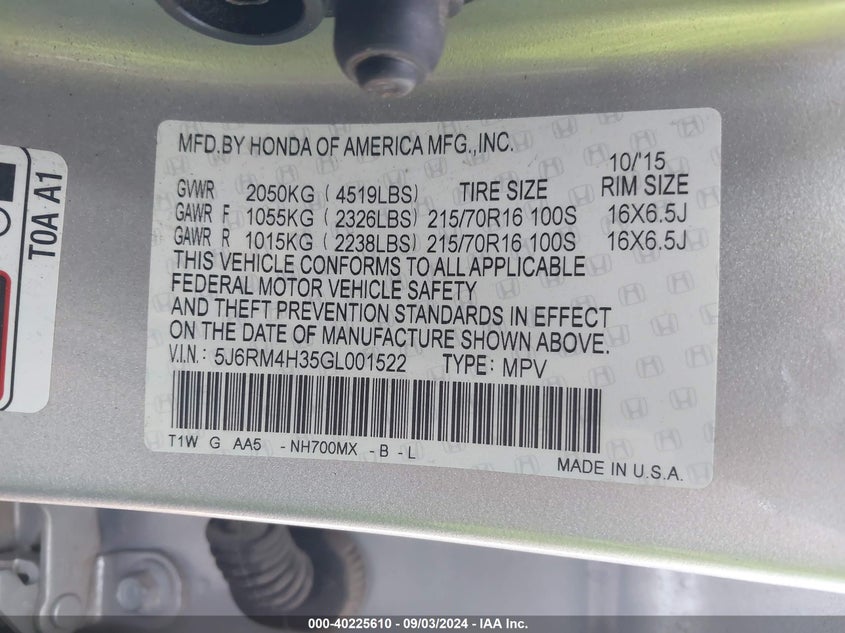 MFD.BY HONDA OF AMERICA MFG.,INC.
10/'15
GVWR 2050KG (4519LBS) TIRE SIZE RIM SIZE
GAWR F 1055KG (2326LBS) 215/70R16 100S 16X6.5J
GAWR R 1015KG (2238LBS) 215/70R16 100S 16X6.5J
THIS VEHICLE CONFORMS TO ALL APPLICABLE
FEDERAL MOTOR VEHICLE SAFETY
AND THEFT PREVENTION STANDARDS IN EFFECT
ON THE DATE OF MANUFACTURE SHOWN ABOVE.
V.I.N.: 5J6RM4H35GL001522 TYPE: MPV
T1W G AA5 -NH700MX -B -L
MADE IN U.S.A.
T0A A1
000-40225610 - 09/03/2024 - IAA Inc.